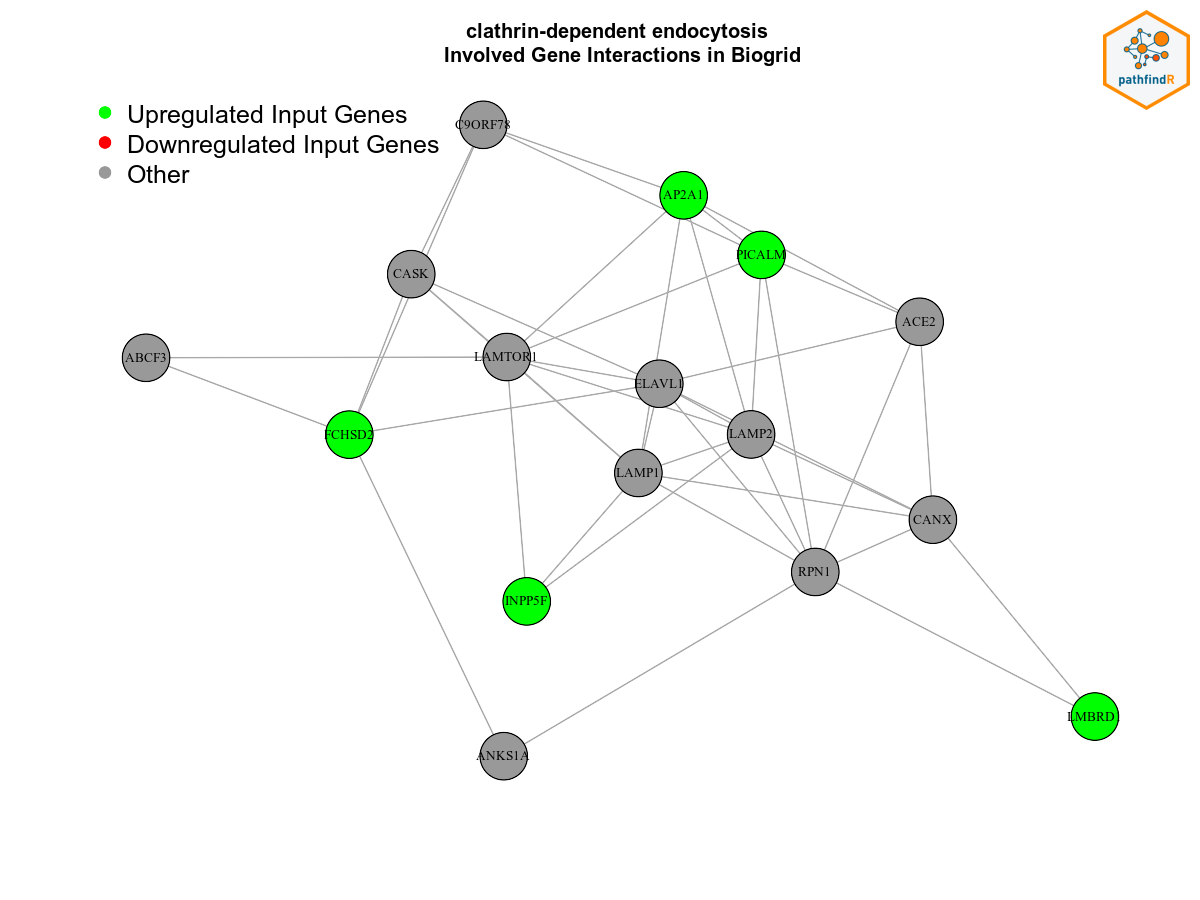 clathrin-dependent endocytosis
Involved Gene Interactions in Biogrid
pathfindR
Upregulated Input Genes
Downregulated Input Genes
Other
C9ORF78
AP2A1
PICALM
CASK
ACE2
LAMTOR1
ABCF3
ELAVL1
FCHSD2
LAMP2
LAMP1
CANX
RPN1
INPP5F
LMBRD1
ANKS1A